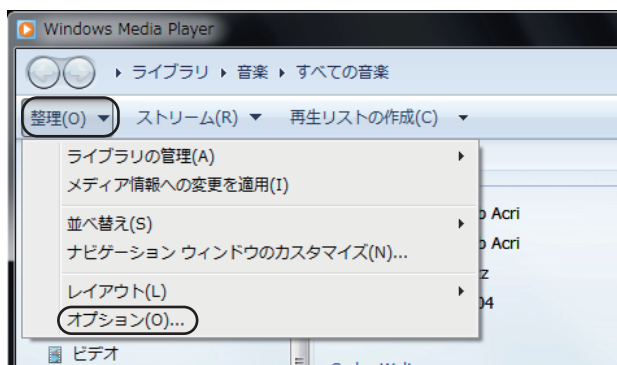 Windows Media Player
ライブラリ 音楽 すべての音楽
整理(O) ストリーム(R) 再生リストの作成(C)
ライブラリの管理(A)
メディア情報への変更を適用(I)
並べ替え(S)
ナビゲーション ウィンドウのカスタマイズ(N)...
レイアウト(L)
オプション(O)...
Acri
Acri
04
ビデオ